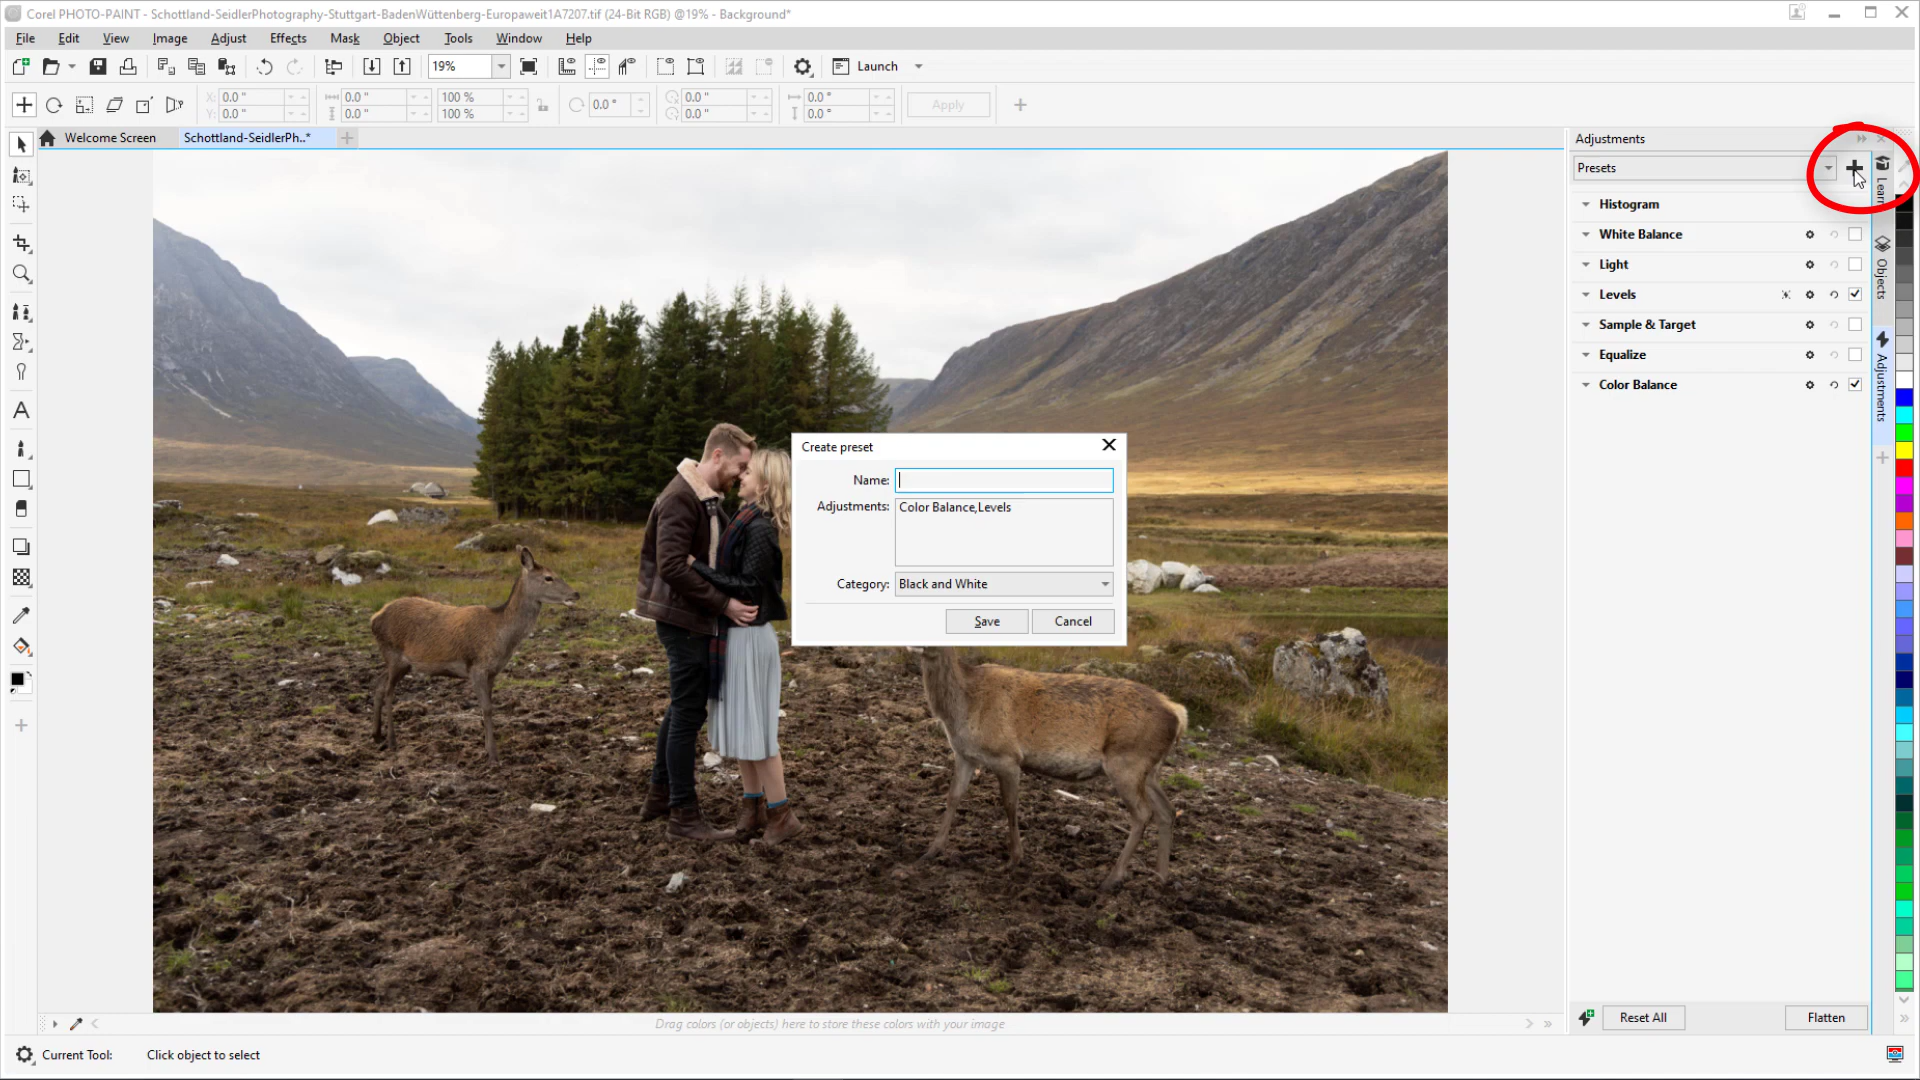 Corel PHOTO-PAINT - Schottland-SeidlerPhotography-Stuttgart-BadenWüttenberg-Europaweit1A7207.tif (24-Bit RGB) @19% - Background*
File Edit View Image Adjust Effects Mask Object Tools Window Help
19% Launch
X: 0.0 " 0.0 " 100 % 0.0 ° 0.0 " 0.0 " Apply
Y: 0.0 " 0.0 " 100 % 0.0 " 0.0 "
Welcome Screen Schottland-SeidlerPh..*
Adjustments
Presets
Histogram
White Balance
Light
Levels
Sample & Target
Equalize
Color Balance
Learn
Objects
Adjustments
Create preset
Name:
Adjustments: Color Balance,Levels
Category: Black and White
Save Cancel
Reset All Flatten
Drag colors (or objects) here to store these colors with your image
Current Tool: Click object to select